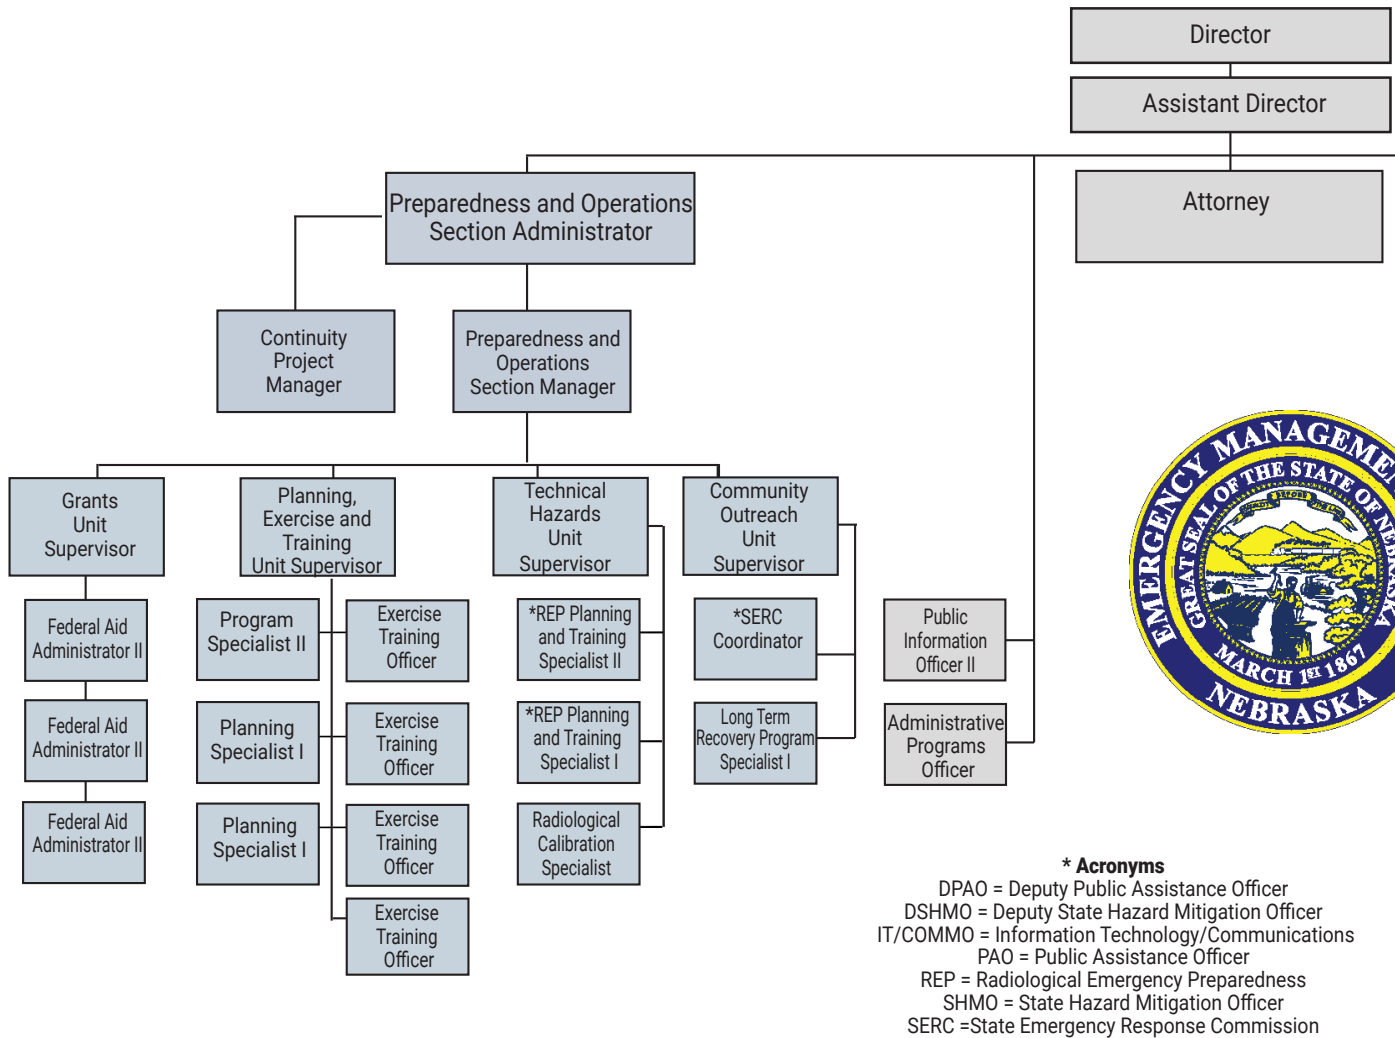 Director
Assistant Director
Attorney
Preparedness and Operations
Section Administrator
Continuity
Project
Manager
Preparedness and
Operations
Section Manager
Grants
Unit
Supervisor
Federal Aid
Administrator II
Federal Aid
Administrator II
Federal Aid
Administrator II
Planning,
Exercise and
Training
Unit Supervisor
Program
Specialist II
Planning
Specialist I
Planning
Specialist I
Exercise
Training
Officer
Exercise
Training
Officer
Exercise
Training
Officer
Exercise
Training
Officer
Technical
Hazards
Unit
Supervisor
*REP Planning
and Training
Specialist II
*REP Planning
and Training
Specialist I
Radiological
Calibration
Specialist
Community
Outreach
Unit
Supervisor
*SERC
Coordinator
Long Term
Recovery Program
Specialist I
Public
Information
Officer II
Administrative
Programs
Officer
EMERGENCY MANAGEME
GREAT SEAL OF THE STATE OF NEBRASKA
MARCH 1ST 1867
NEBRASKA
* Acronyms
DPAO = Deputy Public Assistance Officer
DSHMO = Deputy State Hazard Mitigation Officer
IT/COMMO = Information Technology/Communications
PAO = Public Assistance Officer
REP = Radiological Emergency Preparedness
SHMO = State Hazard Mitigation Officer
SERC =State Emergency Response Commission